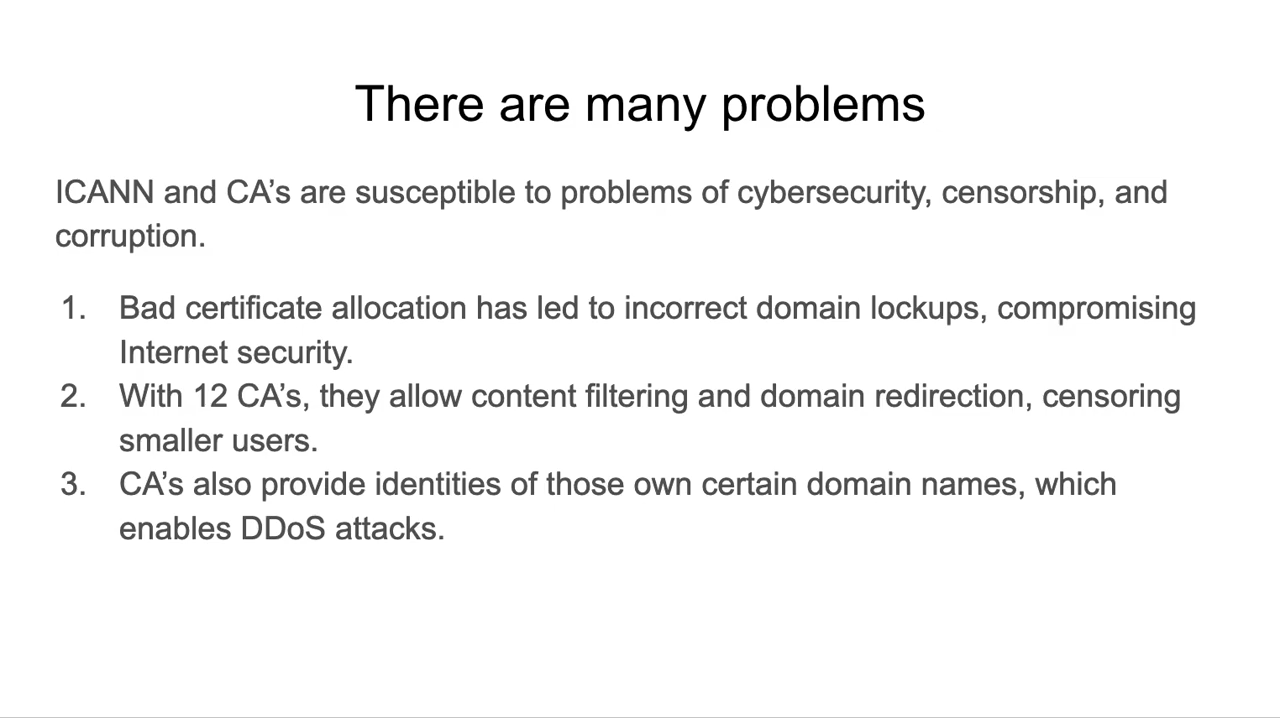 There are many problems
ICANN and CA’s are susceptible to problems of cybersecurity, censorship, and
corruption.
1. Bad certificate allocation has led to incorrect domain lockups, compromising
Internet security.
2. With 12 CA’s, they allow content filtering and domain redirection, censoring
smaller users.
3. CA’s also provide identities of those own certain domain names, which
enables DDoS attacks.